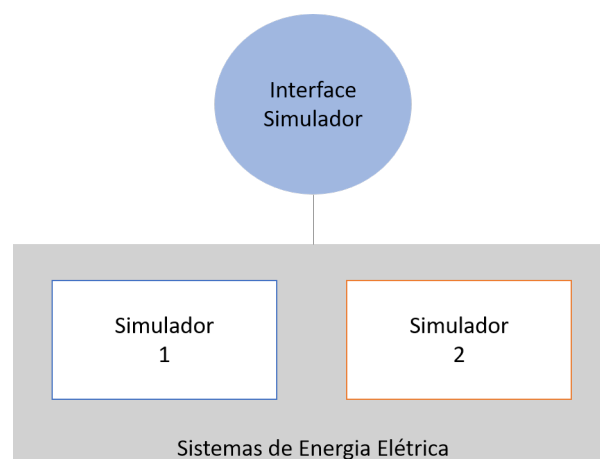 Interface
Simulador
Simulador
1
Simulador
2
Sistemas de Energia Elétrica